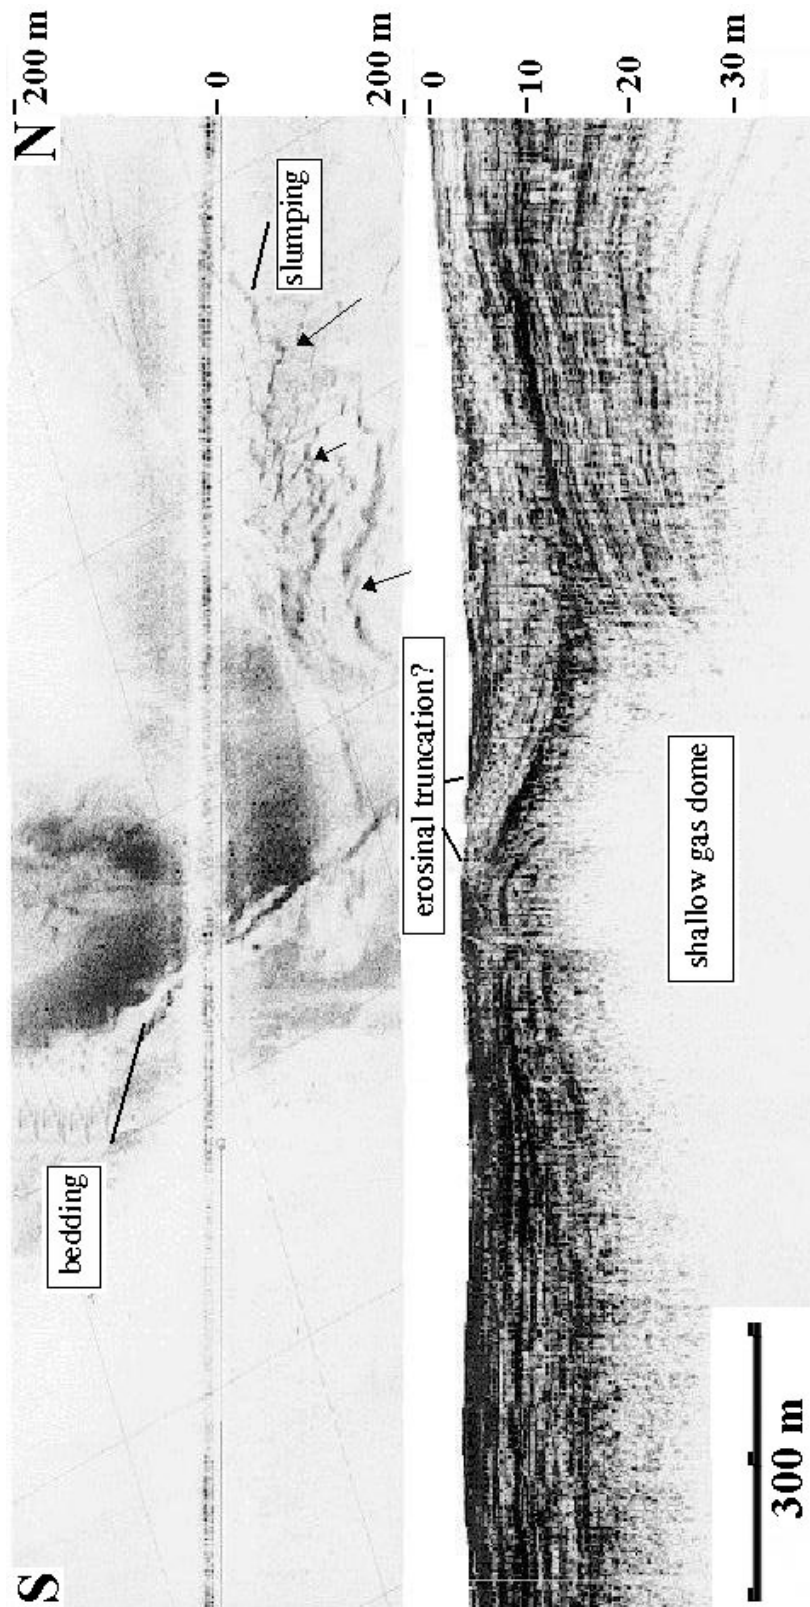 S
N
200 m
0
200 m
bedding
slumping
erosinal truncation?
0
10
20
30
shallow gas dome
300 m